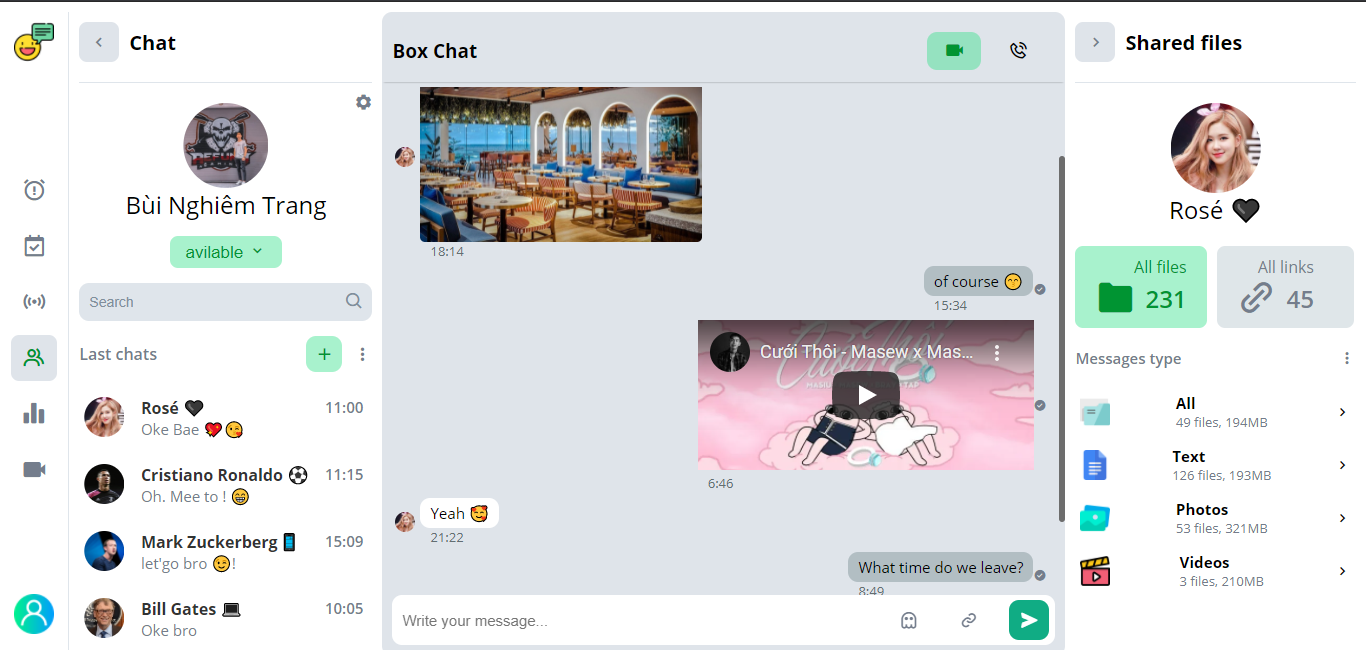 Chat
Bùi Nghiêm Trang
avilable
Search
Last chats
+
Rosé 🖤 11:00
Oke Bae 💖😘
Cristiano Ronaldo ⚽ 11:15
Oh. Mee to ! 😁
Mark Zuckerberg 📱 15:09
let'go bro 😉!
Bill Gates 💻 10:05
Oke bro
Box Chat
18:14
of course 😙
15:34
Cưới Thôi - Masew x Mas...
6:46
Yeah 🥰
21:22
What time do we leave?
8:49
Write your message...
Shared files
Rosé 🖤
All files
231
All links
45
Messages type
All
49 files, 194MB
Text
126 files, 193MB
Photos
53 files, 321MB
Videos
3 files, 210MB